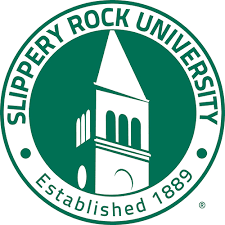 SLIPPERY ROCK UNIVERSITY
• Established 1889 •
®